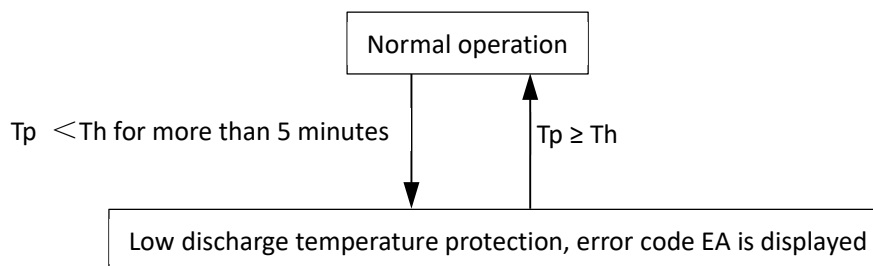 Normal operation
Tp ＜Th for more than 5 minutes
Tp ≥ Th
Low discharge temperature protection, error code EA is displayed